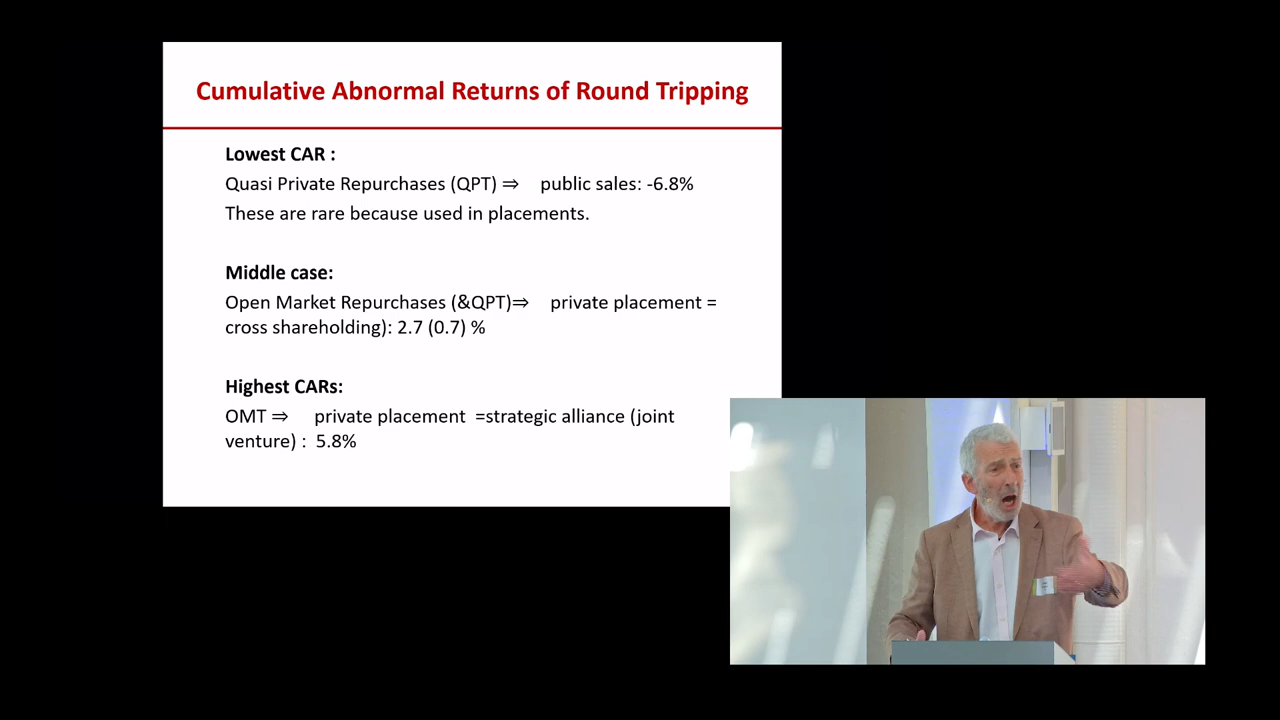 Cumulative Abnormal Returns of Round Tripping
Lowest CAR :
Quasi Private Repurchases (QPT) ⇒ public sales: -6.8%
These are rare because used in placements.
Middle case:
Open Market Repurchases (&QPT)⇒ private placement =
cross shareholding): 2.7 (0.7) %
Highest CARs:
OMT ⇒ private placement =strategic alliance (joint
venture) : 5.8%